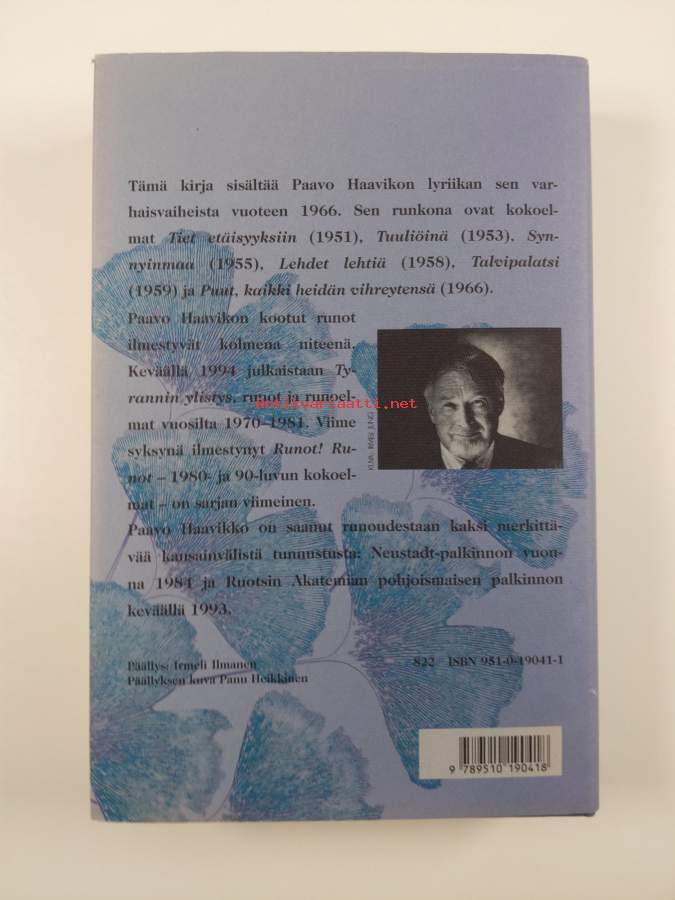 Tämä kirja sisältää Paavo Haavikon lyriikan sen var-
haisvaiheista vuoteen 1966. Sen runkona ovat kokoel-
mat Tiet etäisyyksiin (1951), Tuuliöinä (1953), Syn-
nyinmaa (1955), Lehdet lehtiä (1958), Talvipalatsi
(1959) ja Puut, kaikki heidän vihreytensä (1966).
Paavo Haavikon kootut runot
ilmestyvät kolmena niteenä.
Keväällä 1994 julkaistaan Ty-
rannin ylistys, runot ja runoel-
mat vuosilta 1970–1981. Viime
syksynä ilmestynyt Runot! Ru-
not – 1980- ja 90-luvun kokoel-
mat – on sarjan viimeinen.
Paavo Haavikko on saanut runoudestaan kaksi merkittä-
vää kansainvälistä tunnustusta: Neustadt-palkinnon vuon-
na 1984 ja Ruotsin Akatemian pohjoismaisen palkinnon
keväällä 1993.
KUVA: IRMELI JUNG
Antikvariaatti.net
Päällys: Irmeli Ilmanen
Päällyksen kuva Panu Heikkinen
822 ISBN 951-0-19041-1
9 789510 190418